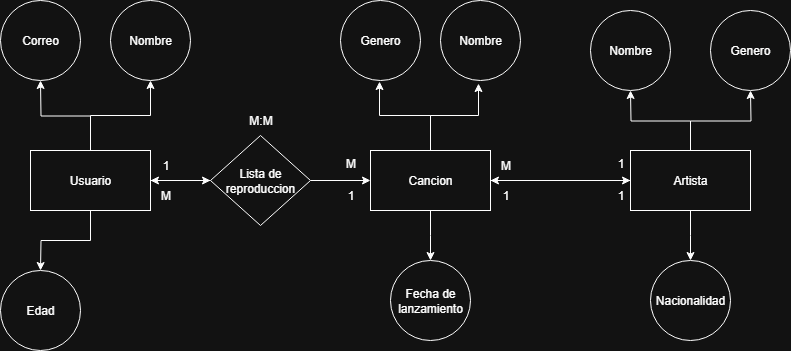 Correo
Nombre
Genero
Nombre
Nombre
Genero
M:M
Usuario
1
M
Lista de
reproduccion
M
1
Cancion
M
1
1
1
Artista
Edad
Fecha de
lanzamiento
Nacionalidad